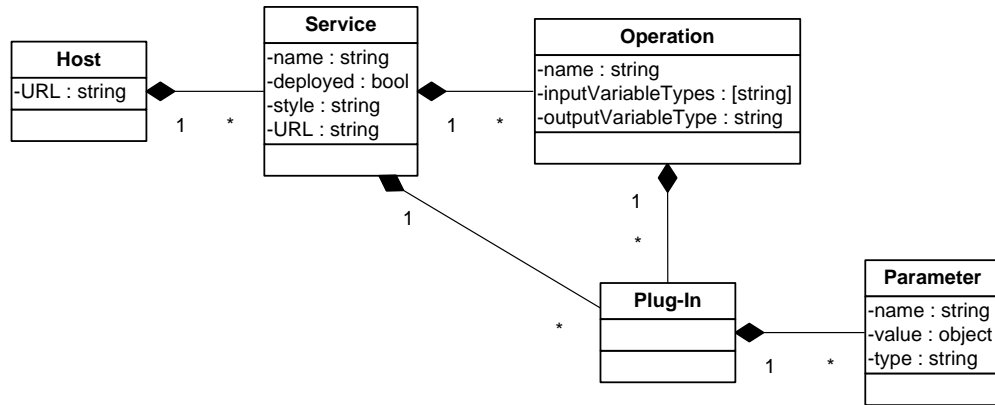 Host
-URL : string
1
*
Service
-name : string
-deployed : bool
-style : string
-URL : string
1
*
Operation
-name : string
-inputVariableTypes : [string]
-outputVariableType : string
1
*
1
*
Plug-In
1
*
Parameter
-name : string
-value : object
-type : string